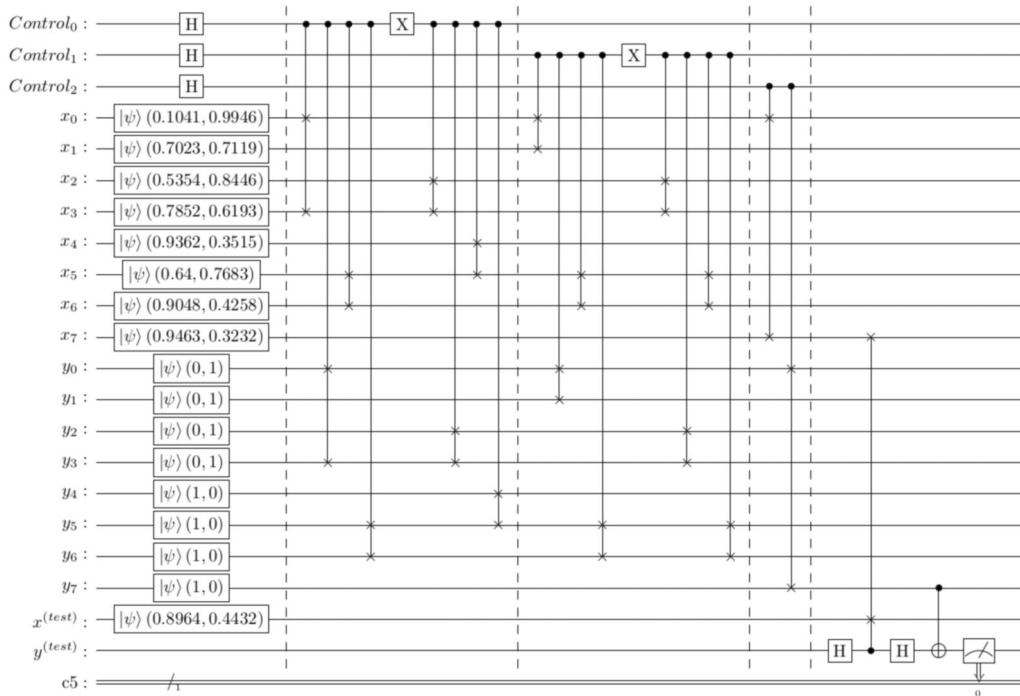 Control₀ : H X
Control₁ : H X
Control₂ : H
x₀ : |ψ⟩ (0.1041, 0.9946)
x₁ : |ψ⟩ (0.7023, 0.7119)
x₂ : |ψ⟩ (0.5354, 0.8446)
x₃ : |ψ⟩ (0.7852, 0.6193)
x₄ : |ψ⟩ (0.9362, 0.3515)
x₅ : |ψ⟩ (0.64, 0.7683)
x₆ : |ψ⟩ (0.9048, 0.4258)
x₇ : |ψ⟩ (0.9463, 0.3232)
y₀ : |ψ⟩ (0, 1)
y₁ : |ψ⟩ (0, 1)
y₂ : |ψ⟩ (0, 1)
y₃ : |ψ⟩ (0, 1)
y₄ : |ψ⟩ (1, 0)
y₅ : |ψ⟩ (1, 0)
y₆ : |ψ⟩ (1, 0)
y₇ : |ψ⟩ (1, 0)
x⁽ᵗᵉˢᵗ⁾ : |ψ⟩ (0.8964, 0.4432)
y⁽ᵗᵉˢᵗ⁾ : H H
c5 : /₁ 0